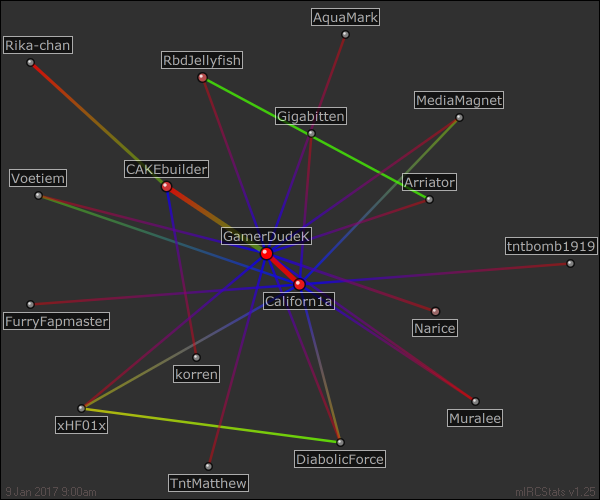 AquaMark
Rika-chan
RbdJellyfish
MediaMagnet
Gigabitten
CAKEbuilder
Voetiem
Arriator
GamerDudeK
tntbomb1919
Californ1a
FurryFapmaster
Narice
korren
Muralee
xHF01x
DiabolicForce
TntMatthew
9 Jan 2017 9:00am
mIRCStats v1.25